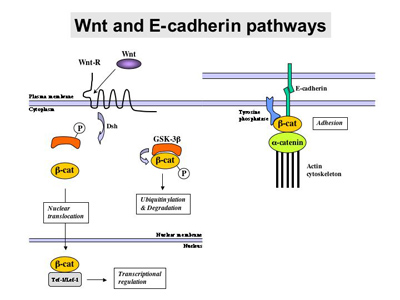 Wnt and E-cadherin pathways
Wnt
Wnt-R
Plasma membrane
Cytoplasm
Dsh
P
β-cat
GSK-3β
β-cat
P
Nuclear
translocation
Ubiquitinylation
& Degradation
Nuclear membrane
Nucleus
β-cat
Tcf-1/Lef-1
Transcriptional
regulation
E-cadherin
Tyrosine
phosphatase
β-cat
Adhesion
α-catenin
Actin
cytoskeleton